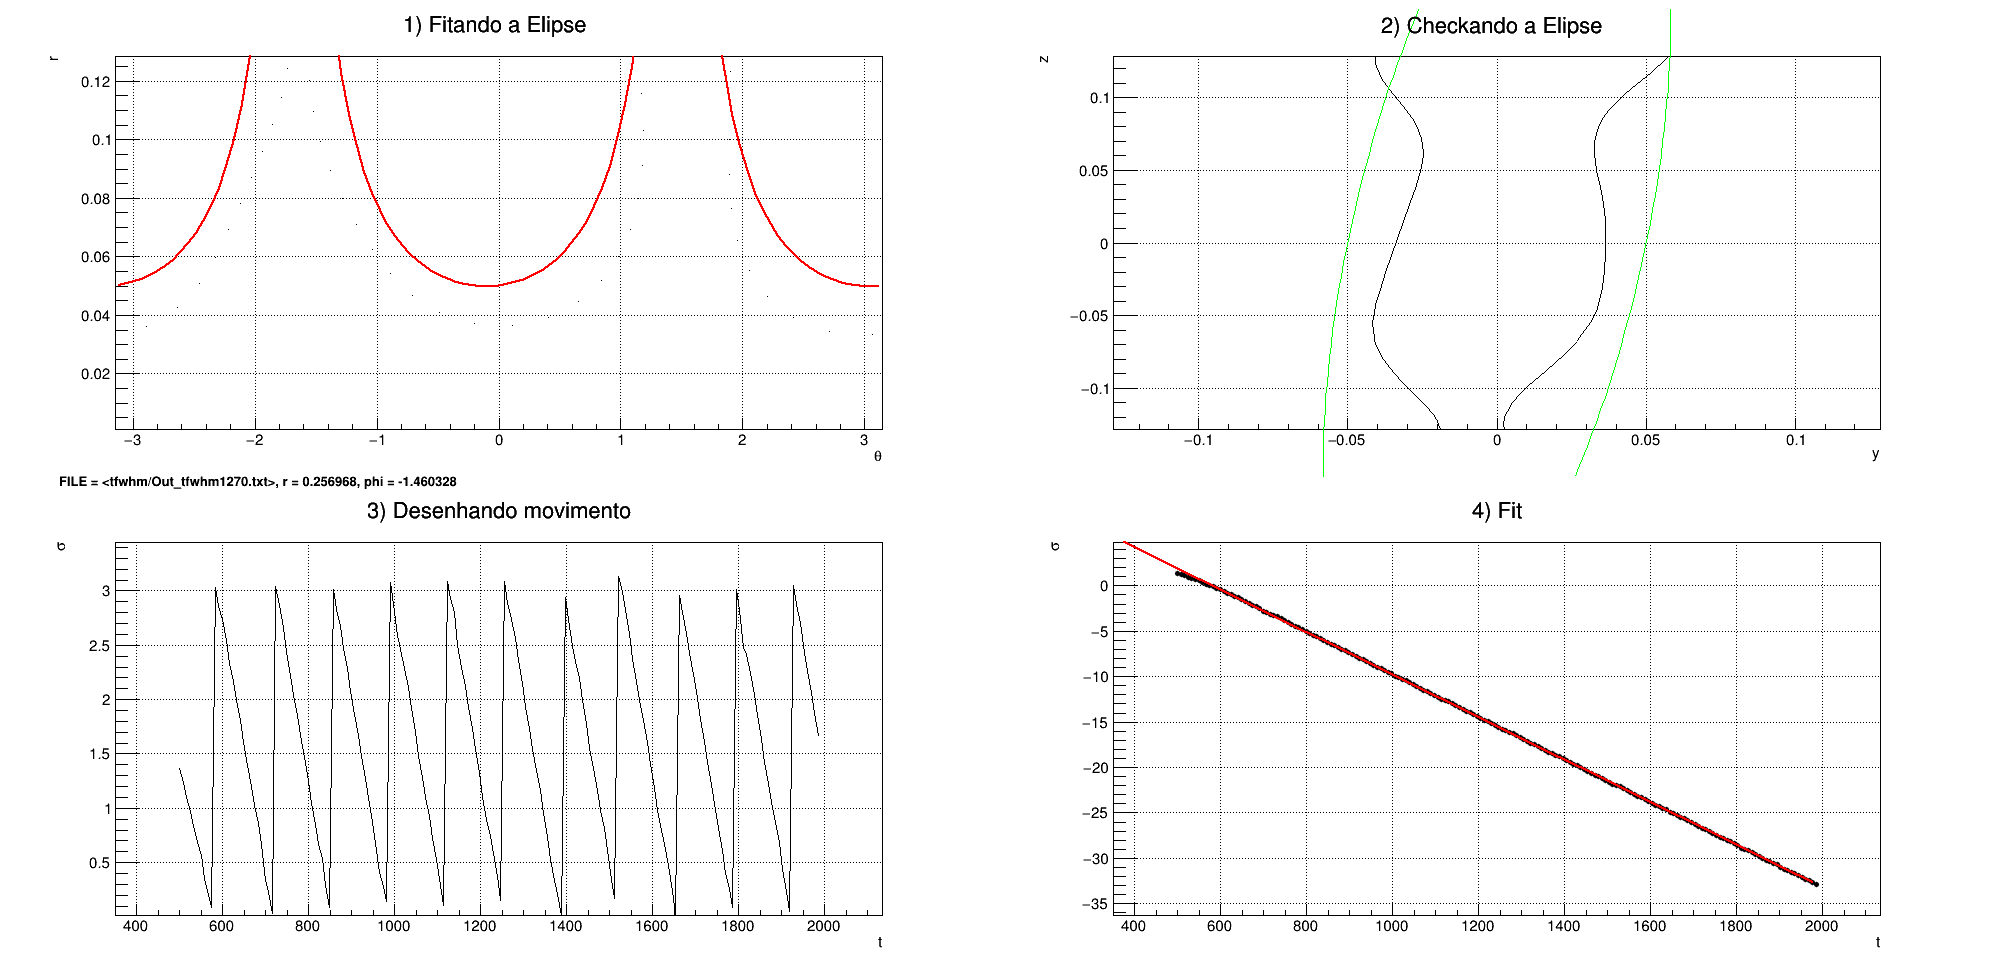 1) Fitando a Elipse
r
0.12
0.1
0.08
0.06
0.04
0.02
−3 −2 −1 0 1 2 3
θ
2) Checkando a Elipse
z
0.1
0.05
0
−0.05
−0.1
−0.1 −0.05 0 0.05 0.1
y
FILE = <tfwhm/Out_tfwhm1270.txt>, r = 0.256968, phi = -1.460328
3) Desenhando movimento
σ
3
2.5
2
1.5
1
0.5
400 600 800 1000 1200 1400 1600 1800 2000
t
4) Fit
σ
0
−5
−10
−15
−20
−25
−30
−35
400 600 800 1000 1200 1400 1600 1800 2000
t